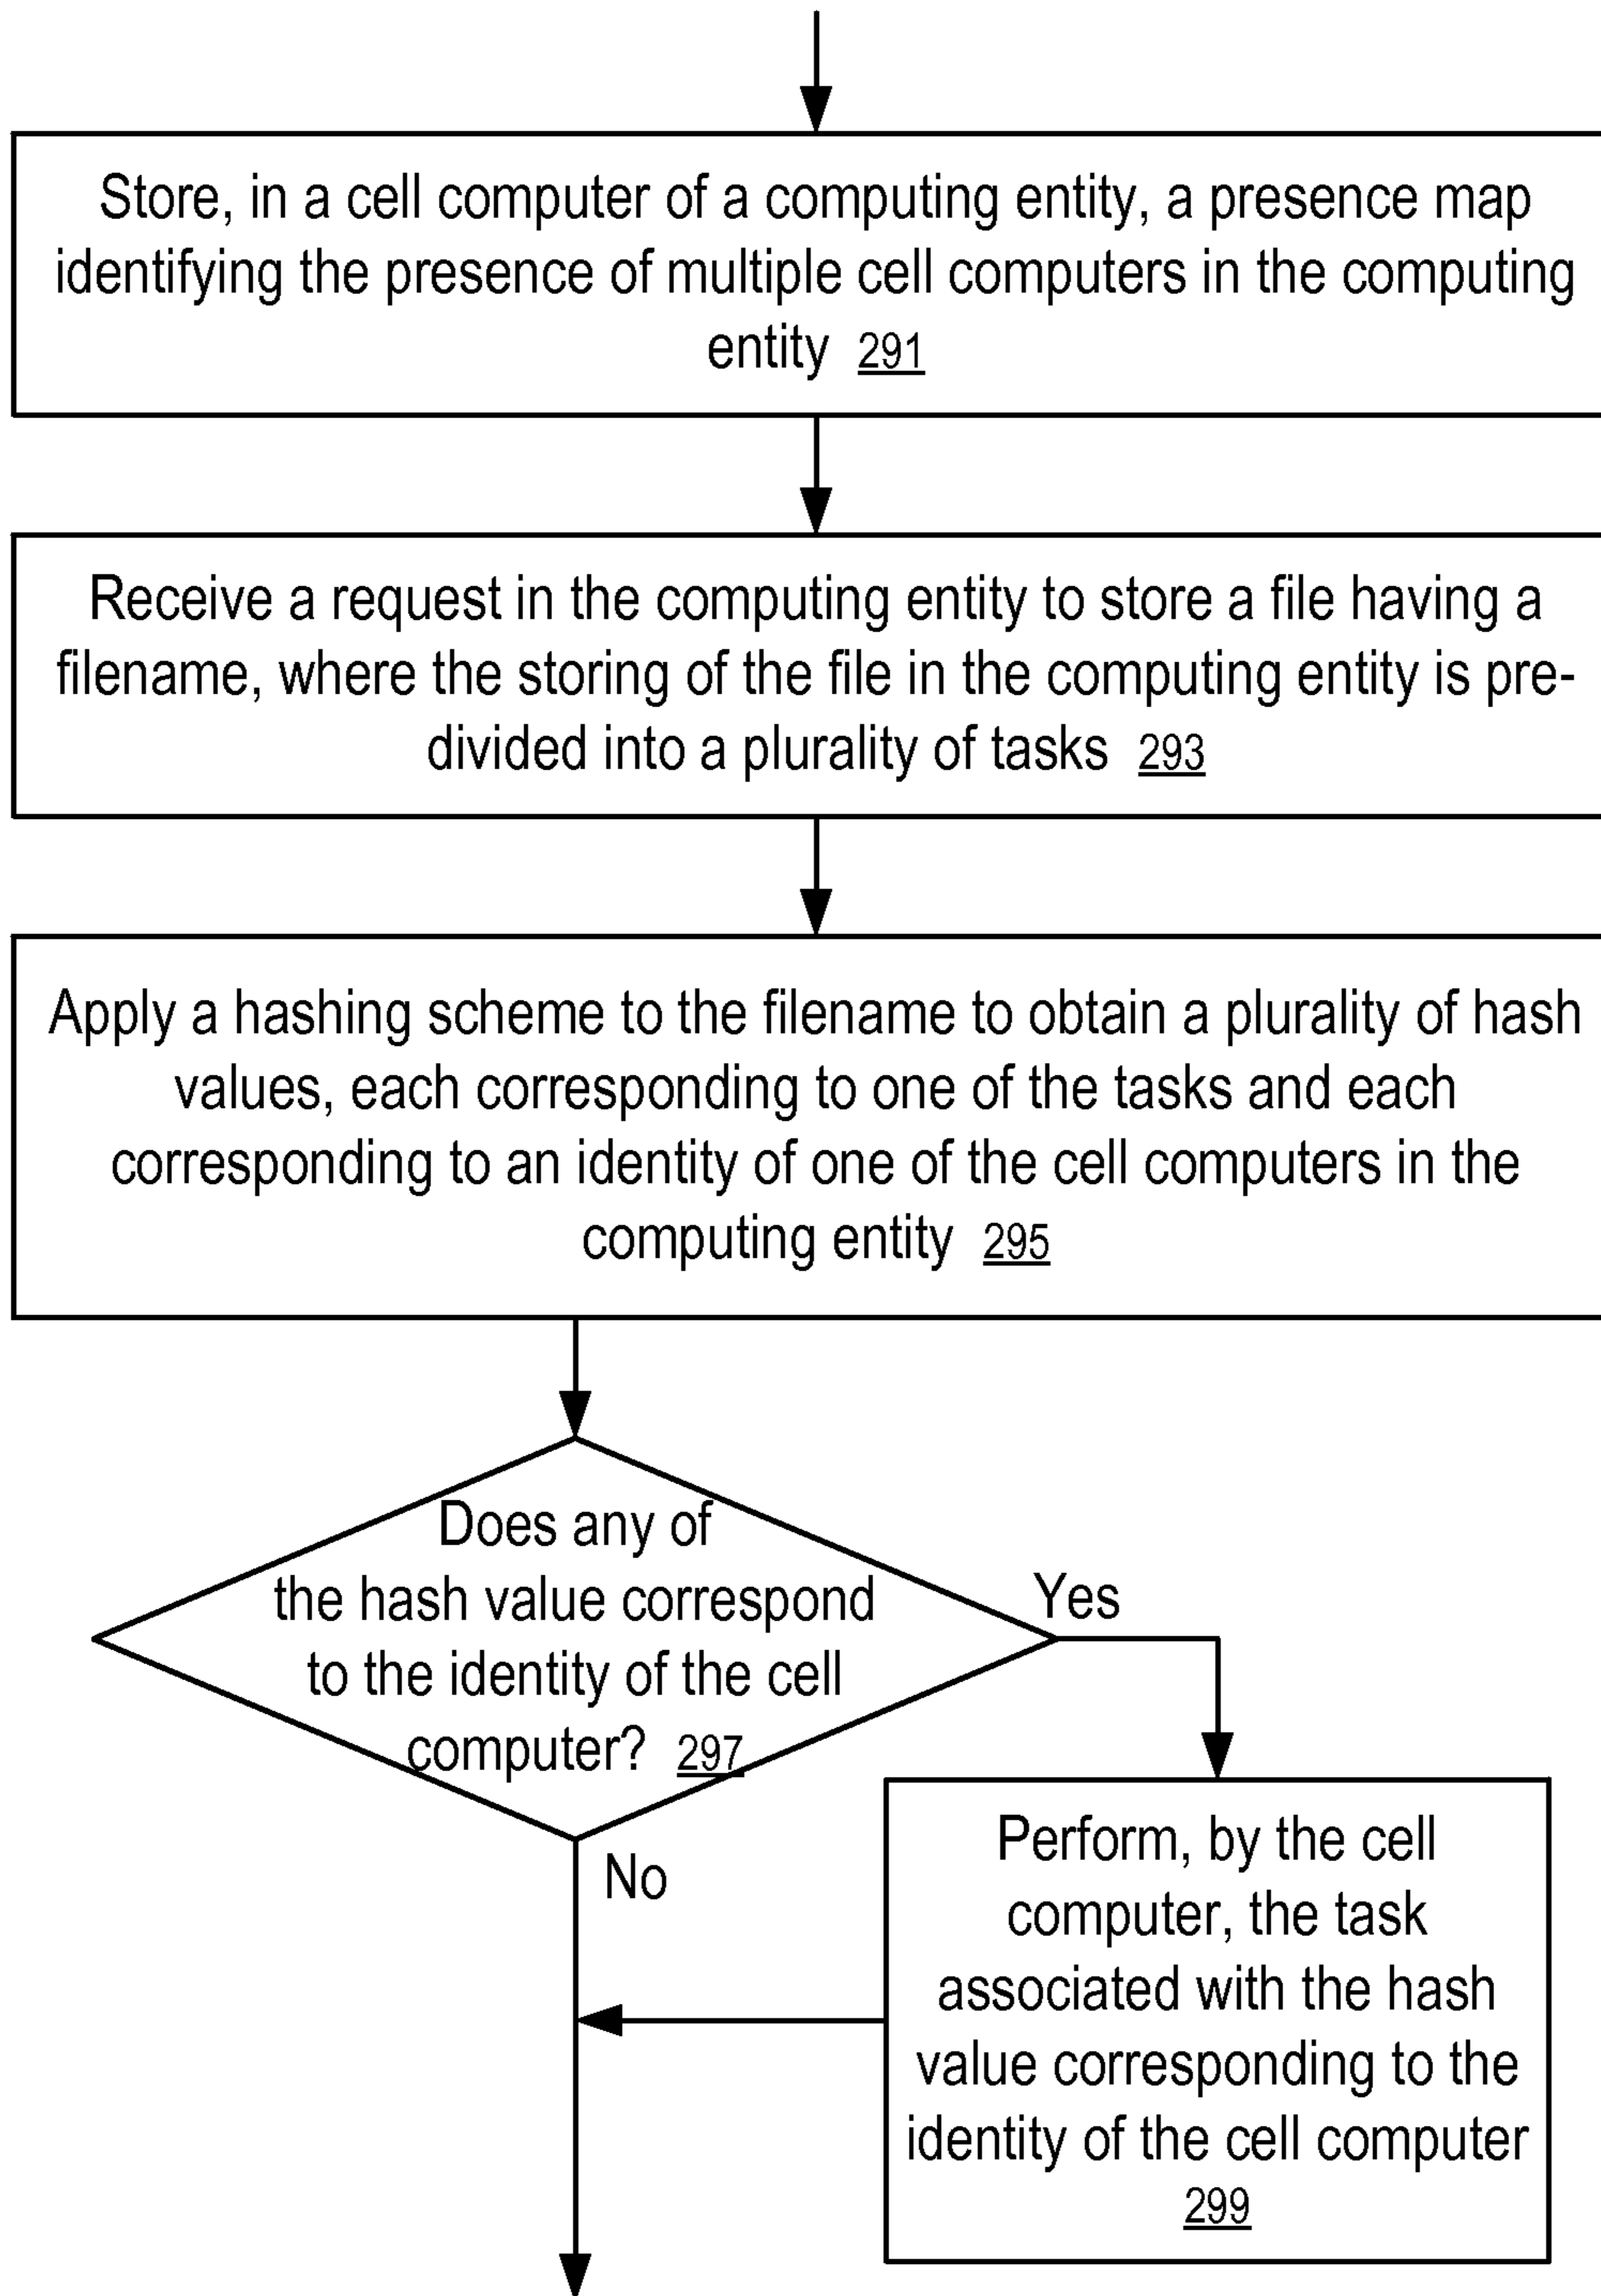 Store, in a cell computer of a computing entity, a presence map
identifying the presence of multiple cell computers in the computing
entity 291
Receive a request in the computing entity to store a file having a
filename, where the storing of the file in the computing entity is pre-
divided into a plurality of tasks 293
Apply a hashing scheme to the filename to obtain a plurality of hash
values, each corresponding to one of the tasks and each
corresponding to an identity of one of the cell computers in the
computing entity 295
Does any of
the hash value correspond
to the identity of the cell
computer? 297
Yes
No
Perform, by the cell
computer, the task
associated with the hash
value corresponding to the
identity of the cell computer
299